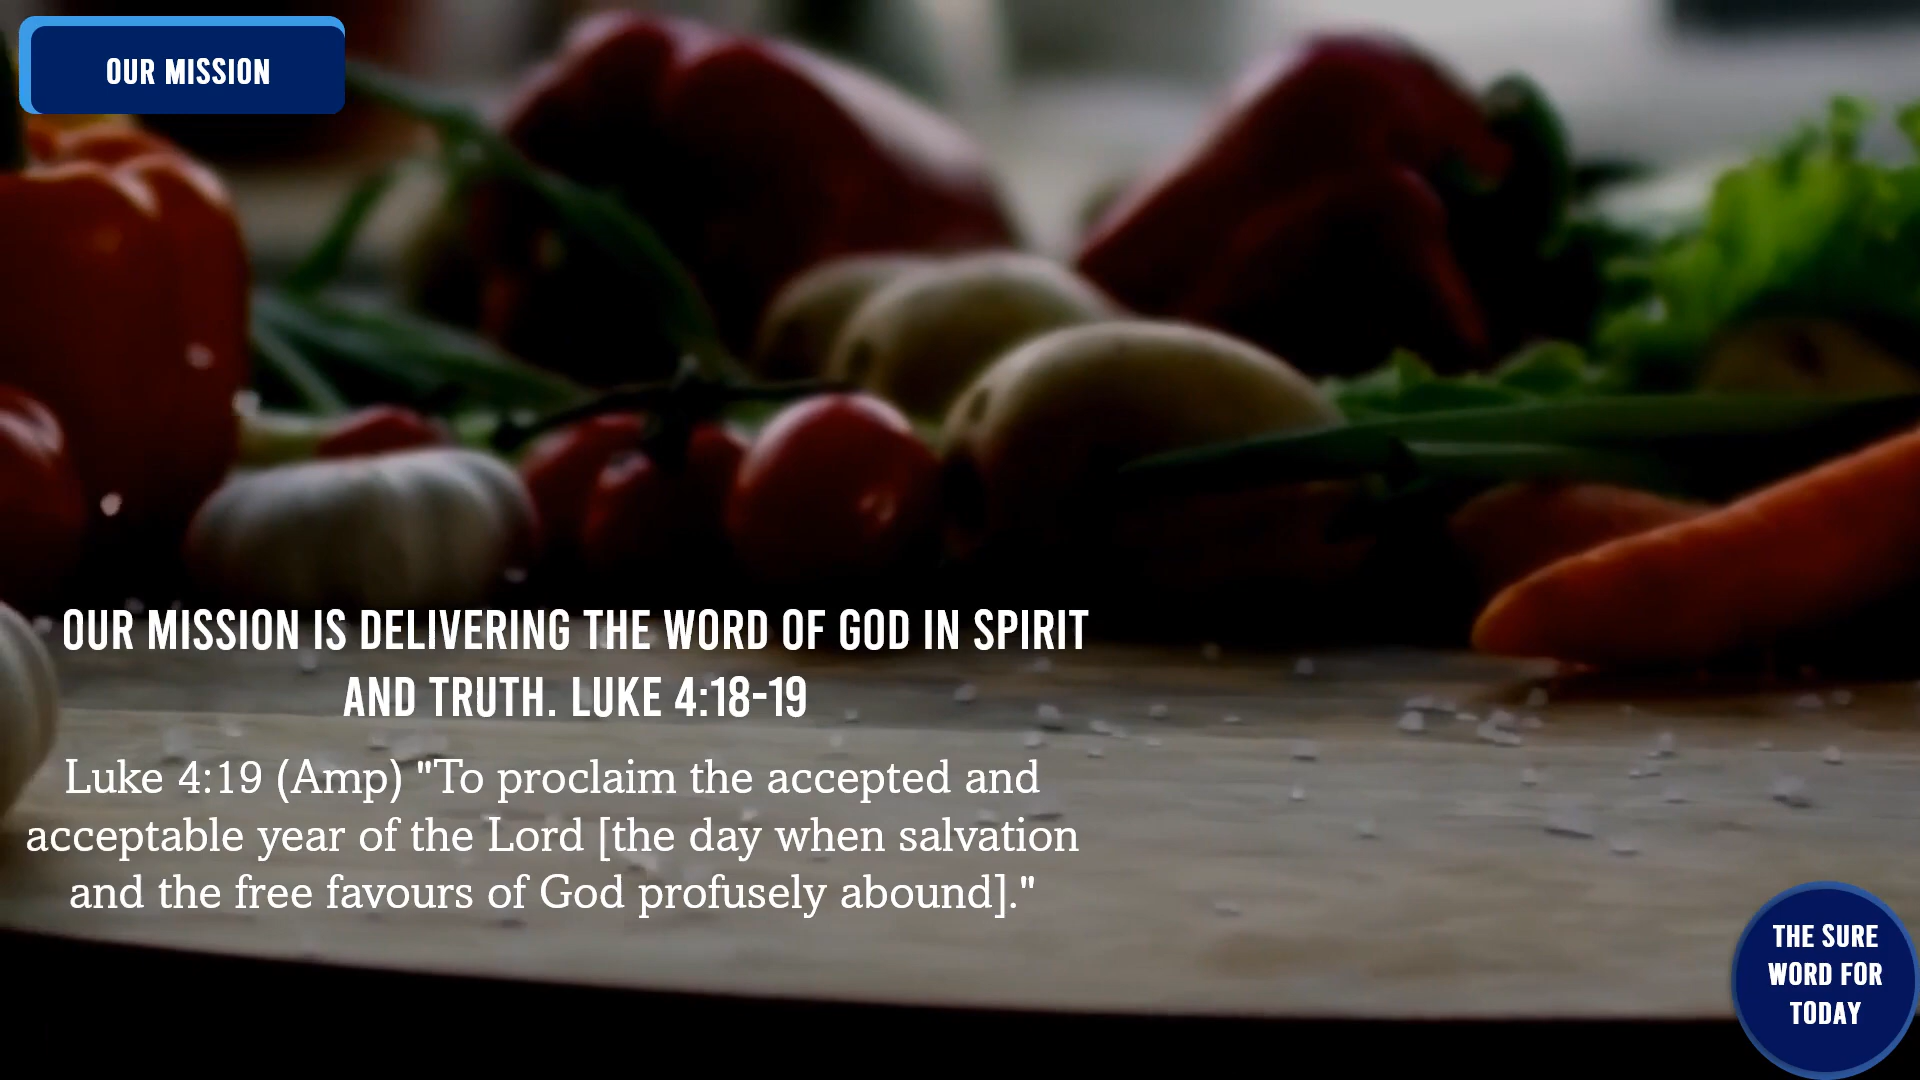 OUR MISSION
OUR MISSION IS DELIVERING THE WORD OF GOD IN SPIRIT
AND TRUTH. LUKE 4:18-19
Luke 4:19 (Amp) "To proclaim the accepted and
acceptable year of the Lord [the day when salvation
and the free favours of God profusely abound]."
THE SURE
WORD FOR
TODAY